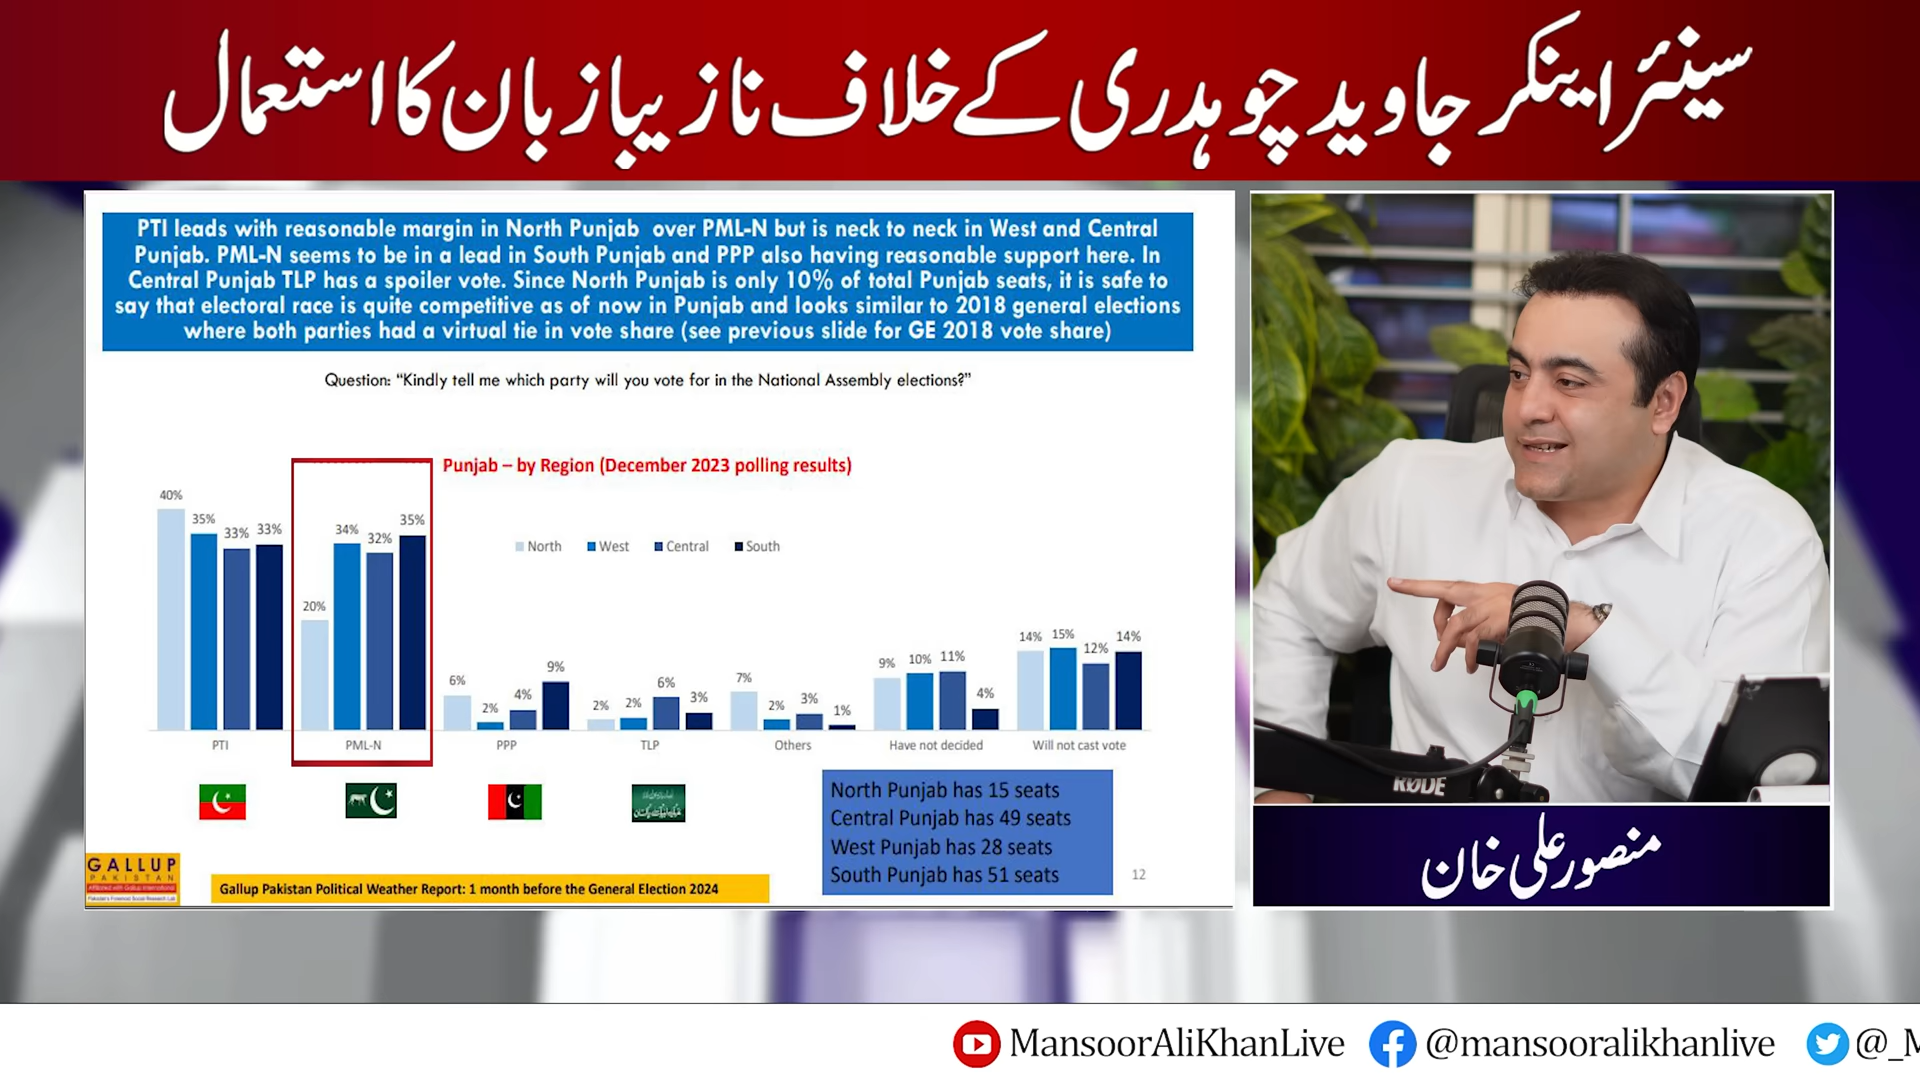 سینئر اینکر جاوید چوہدری کے خلاف نازیبا زبان کا استعمال
PTI leads with reasonable margin in North Punjab over PML-N but is neck to neck in West and Central
Punjab. PML-N seems to be in a lead in South Punjab and PPP also having reasonable support here. In
Central Punjab TLP has a spoiler vote. Since North Punjab is only 10% of total Punjab seats, it is safe to
say that electoral race is quite competitive as of now in Punjab and looks similar to 2018 general elections
where both parties had a virtual tie in vote share (see previous slide for GE 2018 vote share)
Question: “Kindly tell me which party will you vote for in the National Assembly elections?”
Punjab – by Region (December 2023 polling results)
North West Central South
40% 35% 33% 33%
20% 34% 32% 35%
6% 2% 4% 9%
2% 2% 6% 3%
7% 2% 3% 1%
9% 10% 11% 4%
14% 15% 12% 14%
PTI PML-N PPP TLP Others Have not decided Will not cast vote
North Punjab has 15 seats
Central Punjab has 49 seats
West Punjab has 28 seats
South Punjab has 51 seats
12
GALLUP
PAKISTAN
Affiliated with Gallup International
Gallup Pakistan Political Weather Report: 1 month before the General Election 2024
RØDE
منصور علی خان
MansoorAliKhanLive @mansooralikhanlive @_M